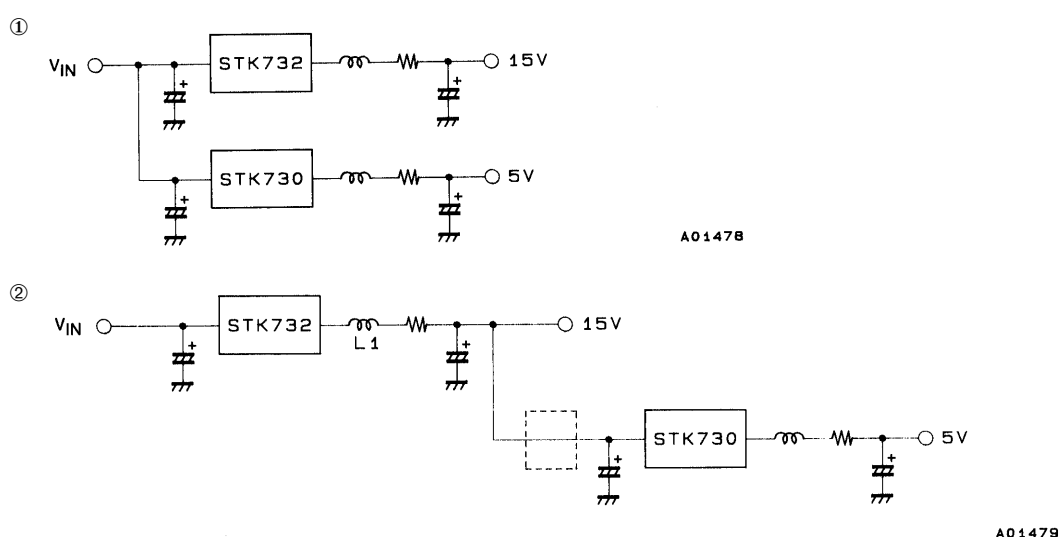 ①
VIN STK732 15V
+ +
STK730 5V
+ +
A01478
②
VIN STK732 L1 15V
+ +
STK730 5V
+ +
A01479